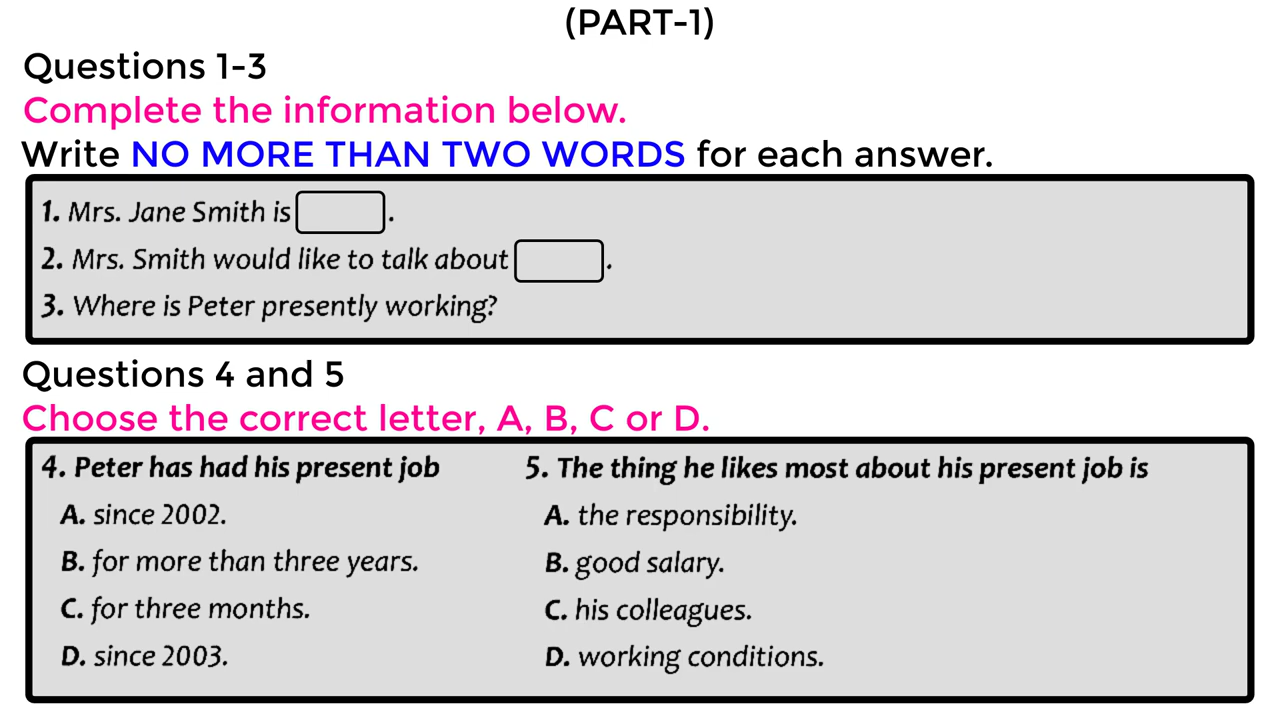 (PART-1)
Questions 1-3
Complete the information below.
Write NO MORE THAN TWO WORDS for each answer.
1. Mrs. Jane Smith is .
2. Mrs. Smith would like to talk about .
3. Where is Peter presently working?
Questions 4 and 5
Choose the correct letter, A, B, C or D.
4. Peter has had his present job
A. since 2002.
B. for more than three years.
C. for three months.
D. since 2003.
5. The thing he likes most about his present job is
A. the responsibility.
B. good salary.
C. his colleagues.
D. working conditions.